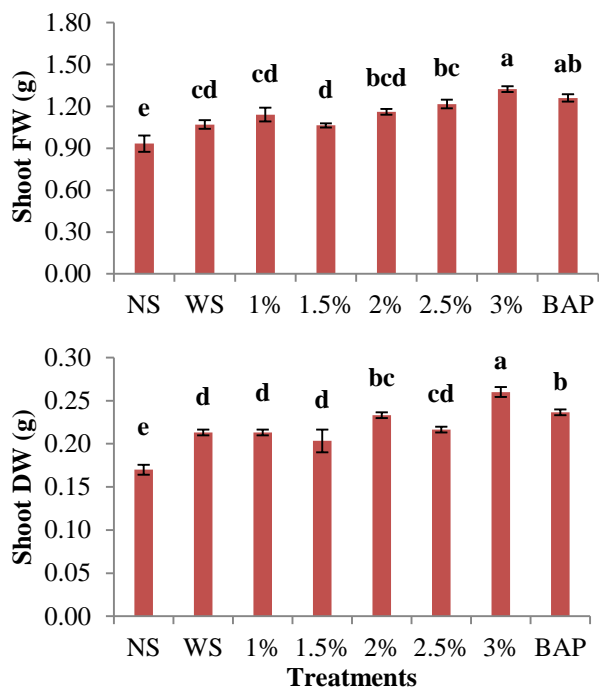 Shoot FW (g)
1.80
1.50
1.20
0.90
0.60
0.30
0.00
e cd cd d bcd bc a ab
NS WS 1% 1.5% 2% 2.5% 3% BAP
Shoot DW (g)
0.30
0.25
0.20
0.15
0.10
0.05
0.00
e d d d bc cd a b
NS WS 1% 1.5% 2% 2.5% 3% BAP
Treatments